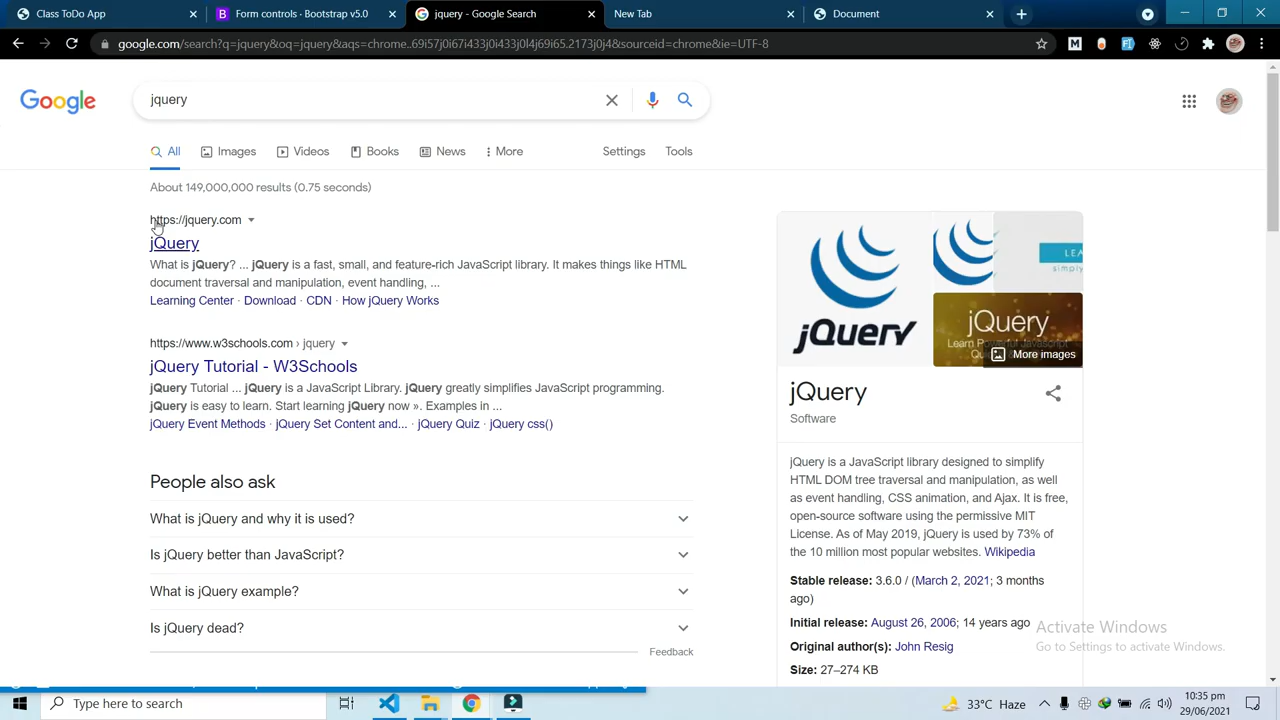 Class ToDo App
Form controls · Bootstrap v5.0
jquery - Google Search
New Tab
Document
google.com/search?q=jquery&oq=jquery&aqs=chrome..69i57j0i67i433j0i433j0l4j69i65.2173j0j4&sourceid=chrome&ie=UTF-8
Google
jquery
All
Images
Videos
Books
News
More
Settings
Tools
About 149,000,000 results (0.75 seconds)
https://jquery.com
jQuery
What is jQuery? ... jQuery is a fast, small, and feature-rich JavaScript library. It makes things like HTML
document traversal and manipulation, event handling, ...
Learning Center · Download · CDN · How jQuery Works
https://www.w3schools.com › jquery
jQuery Tutorial - W3Schools
jQuery Tutorial ... jQuery is a JavaScript Library. jQuery greatly simplifies JavaScript programming.
jQuery is easy to learn. Start learning jQuery now ». Examples in ...
jQuery Event Methods · jQuery Set Content and... · jQuery Quiz · jQuery css()
People also ask
What is jQuery and why it is used?
Is jQuery better than JavaScript?
What is jQuery example?
Is jQuery dead?
Feedback
jQuery
LEA
simply
jQuery
Learn Powerful Javascript
More images
jQuery
Software
jQuery is a JavaScript library designed to simplify
HTML DOM tree traversal and manipulation, as well
as event handling, CSS animation, and Ajax. It is free,
open-source software using the permissive MIT
License. As of May 2019, jQuery is used by 73% of
the 10 million most popular websites. Wikipedia
Stable release: 3.6.0 / (March 2, 2021; 3 months
ago)
Initial release: August 26, 2006; 14 years ago
Original author(s): John Resig
Size: 27–274 KB
Activate Windows
Go to Settings to activate Windows.
Type here to search
33°C Haze
10:35 pm
29/06/2021